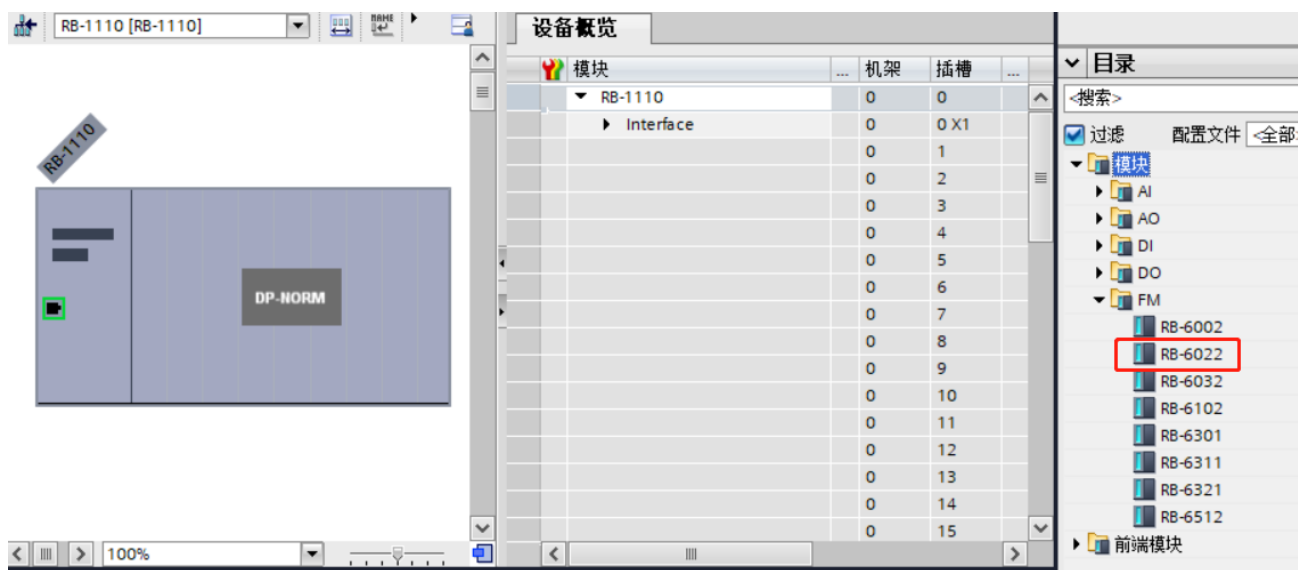 RB-1110 [RB-1110]
NAME
RB-1110
DP-NORM
100%
设备概览
模块 ... 机架 插槽 ...
RB-1110 0 0
Interface 0 0 X1
0 1
0 2
0 3
0 4
0 5
0 6
0 7
0 8
0 9
0 10
0 11
0 12
0 13
0 14
0 15
目录
<搜索>
过滤 配置文件 <全部
模块
AI
AO
DI
DO
FM
RB-6002
RB-6022
RB-6032
RB-6102
RB-6301
RB-6311
RB-6321
RB-6512
前端模块